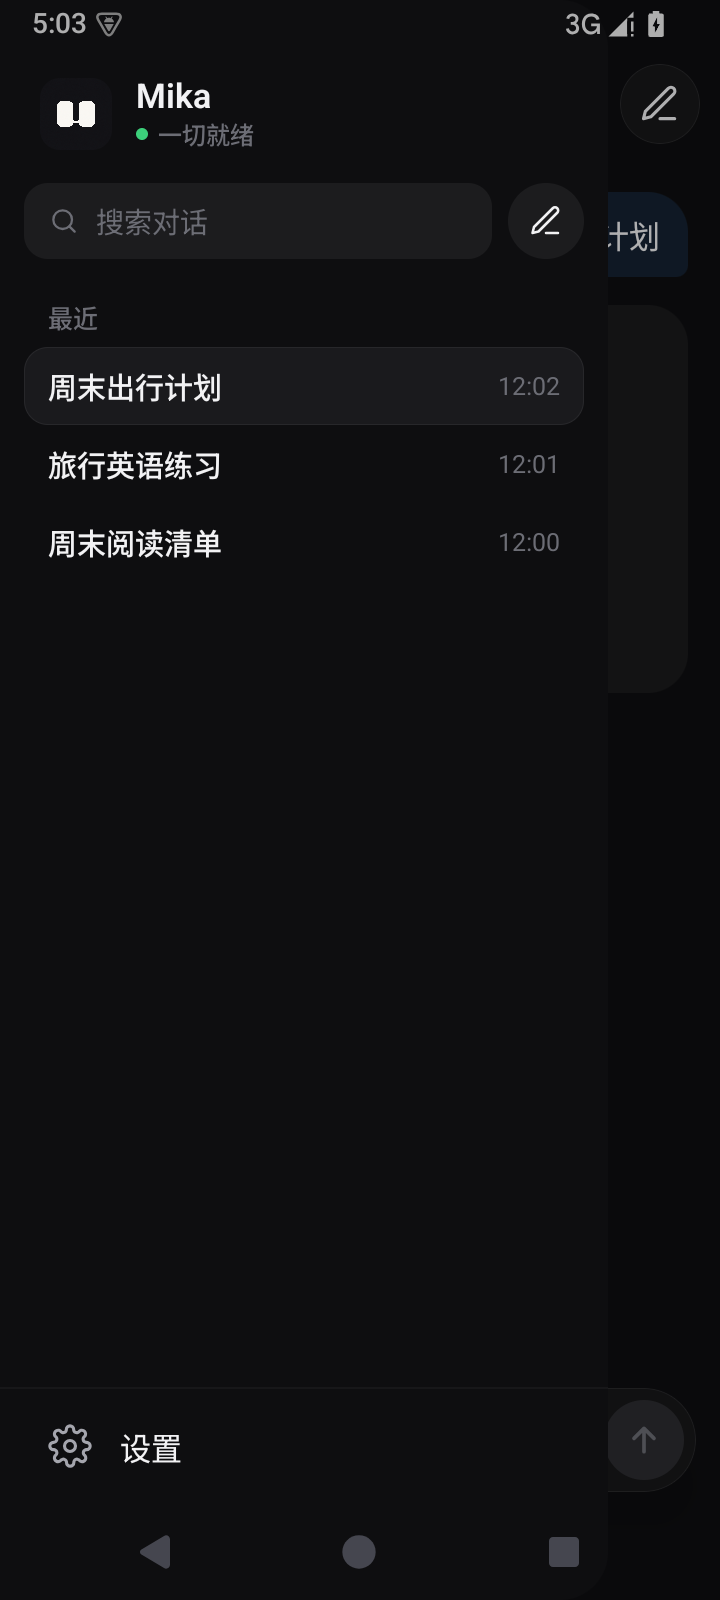 5:03
3G
Mika
一切就绪
搜索对话
计划
最近
周末出行计划 12:02
旅行英语练习 12:01
周末阅读清单 12:00
设置